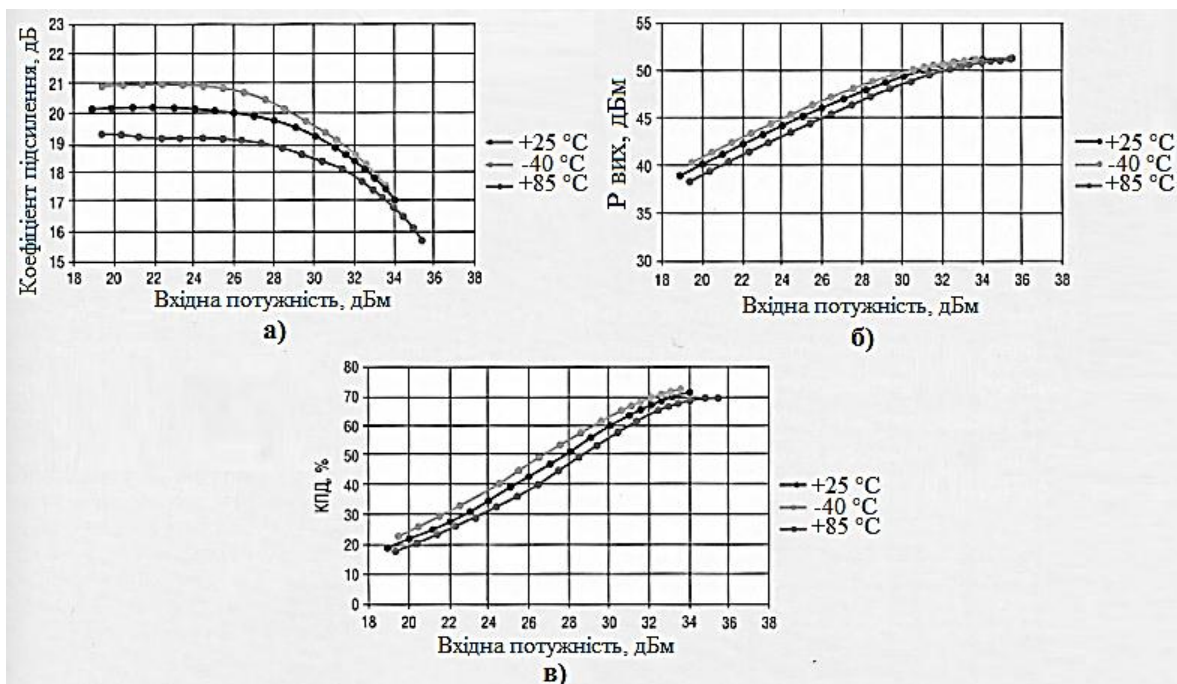 Коефіцієнт підсилення, дБ
23
22
21
20
19
18
17
16
15
18 20 22 24 26 28 30 32 34 36 38
Вхідна потужність, дБм
+25 °C
-40 °C
+85 °C
а)
Р вих, дБм
55
50
45
40
35
30
18 20 22 24 26 28 30 32 34 36 38
Вхідна потужність, дБм
+25 °C
-40 °C
+85 °C
б)
КПД, %
80
70
60
50
40
30
20
10
0
18 20 22 24 26 28 30 32 34 36 38
Вхідна потужність, дБм
+25 °C
-40 °C
+85 °C
в)